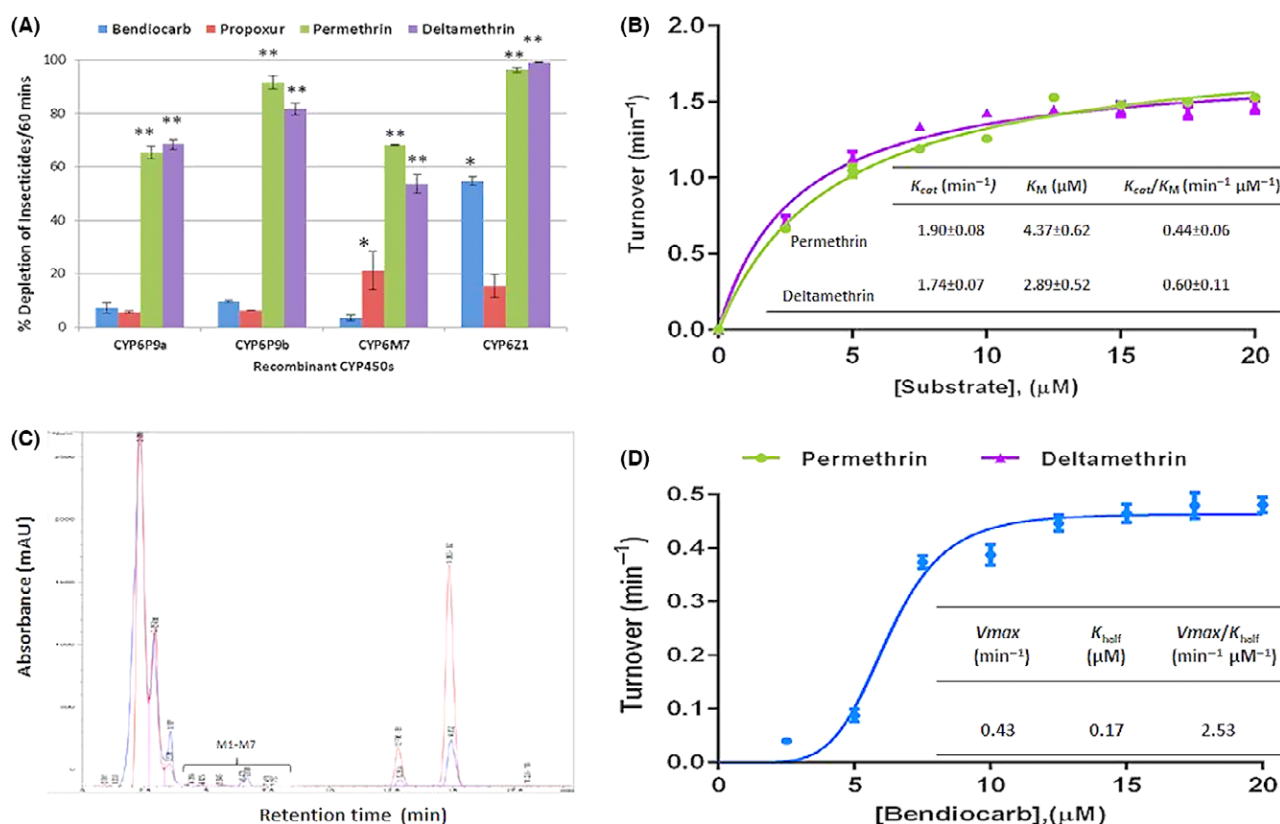 (A)
Bendiocarb Propoxur Permethrin Deltamethrin
% Depletion of Insecticides/60 mins
100
80
60
40
20
0
** **
** **
* ** **
* ** **
CYP6P9a CYP6P9b CYP6M7 CYP6Z1
Recombinant CYP450s
(B)
Turnover (min⁻¹)
2.0
1.5
1.0
0.5
0.0
Kcat (min⁻¹) KM (µM) Kcat/KM (min⁻¹ µM⁻¹)
Permethrin 1.90±0.08 4.37±0.62 0.44±0.06
Deltamethrin 1.74±0.07 2.89±0.52 0.60±0.11
0 5 10 15 20
[Substrate], (µM)
(C)
Absorbance (mAU)
M1-M7
Retention time (min)
Permethrin Deltamethrin
(D)
Turnover (min⁻¹)
0.5
0.4
0.3
0.2
0.1
0.0
Vmax Khalf Vmax/Khalf
(min⁻¹) (µM) (min⁻¹ µM⁻¹)
0.43 0.17 2.53
0 5 10 15 20
[Bendiocarb],(µM)